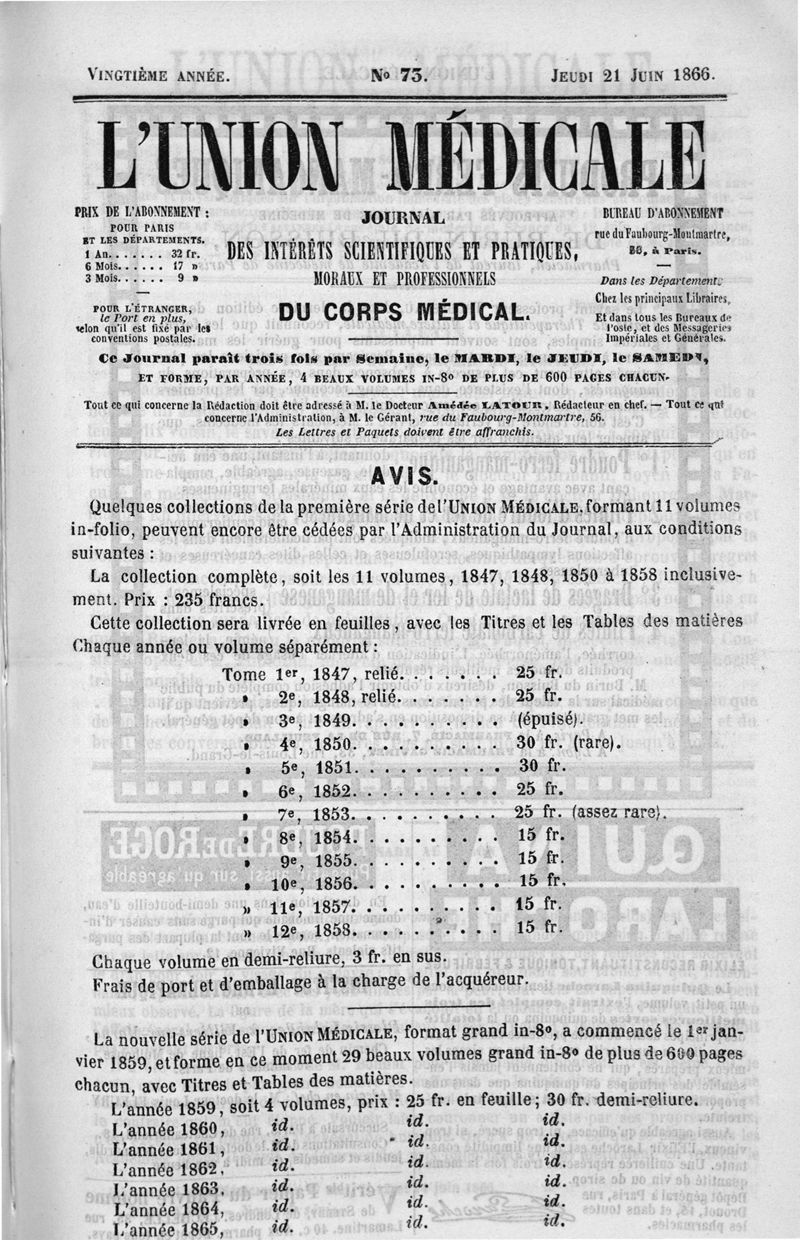 VINGTIÈME ANNÉE. No 73. JEUDI 21 JUIN 1866.
L'UNION MÉDICALE
PRIX DE L'ABONNEMENT :
POUR PARIS
ET LES DÉPARTEMENTS.
1 An....... 32 fr.
6 Mois...... 17 »
3 Mois...... 9 »
POUR L'ÉTRANGER,
le Port en plus,
selon qu'il est fixé par les
conventions postales.
JOURNAL
DES INTÉRÊTS SCIENTIFIQUES ET PRATIQUES,
MORAUX ET PROFESSIONNELS
DU CORPS MÉDICAL.
BUREAU D'ABONNEMENT
rue du Faubourg-Montmartre,
56, à Paris.
Dans les Départements:
Chez les principaux Libraires,
Et dans tous les Bureaux de
Poste, et des Messageries
Impériales et Générales.
Ce Journal paraît trois fois par Semaine, le MARDI, le JEUDI, le SAMEDI,
ET FORME, PAR ANNÉE, 4 BEAUX VOLUMES IN-8o DE PLUS DE 600 PAGES CHACUN.
Tout ce qui concerne la Rédaction doit être adressé à M. le Docteur Amédée LATOUR, Rédacteur en chef. — Tout ce qui
concerne l'Administration, à M. le Gérant, rue du Faubourg-Montmartre, 56.
Les Lettres et Paquets doivent être affranchis.
AVIS.
Quelques collections de la première série de l'UNION MÉDICALE, formant 11 volumes
in-folio, peuvent encore être cédées par l'Administration du Journal, aux conditions
suivantes :
La collection complète, soit les 11 volumes, 1847, 1848, 1850 à 1858 inclusive-
ment. Prix : 235 francs.
Cette collection sera livrée en feuilles, avec les Titres et les Tables des matières
Chaque année ou volume séparément :
Tome 1er, 1847, relié. . . . . . . 25 fr.
» 2e, 1848, relié. . . . . . . 25 fr.
» 3e, 1849. . . . . . . . . . (épuisé).
» 4e, 1850. . . . . . . . . . 30 fr. (rare).
» 5e, 1851. . . . . . . . . . 30 fr.
» 6e, 1852. . . . . . . . . . 25 fr.
» 7e, 1853. . . . . . . . . . 25 fr. (assez rare).
» 8e, 1854. . . . . . . . . . 15 fr.
» 9e, 1855. . . . . . . . . . 15 fr.
» 10e, 1856. . . . . . . . . . 15 fr.
» 11e, 1857. . . . . . . . . . 15 fr.
» 12e, 1858. . . . . . . . . . 15 fr.
Chaque volume en demi-reliure, 3 fr. en sus.
Frais de port et d'emballage à la charge de l'acquéreur.
La nouvelle série de l'UNION MÉDICALE, format grand in-8o, a commencé le 1er jan-
vier 1859, et forme en ce moment 29 beaux volumes grand in-8o de plus de 600 pages
chacun, avec Titres et Tables des matières.
L'année 1859, soit 4 volumes, prix : 25 fr. en feuille ; 30 fr. demi-reliure.
L'année 1860, id. id. id.
L'année 1861, id. id. id.
L'année 1862, id. id. id.
L'année 1863, id. id. id.
L'année 1864, id. id. id.
L'année 1865, id. id. id.